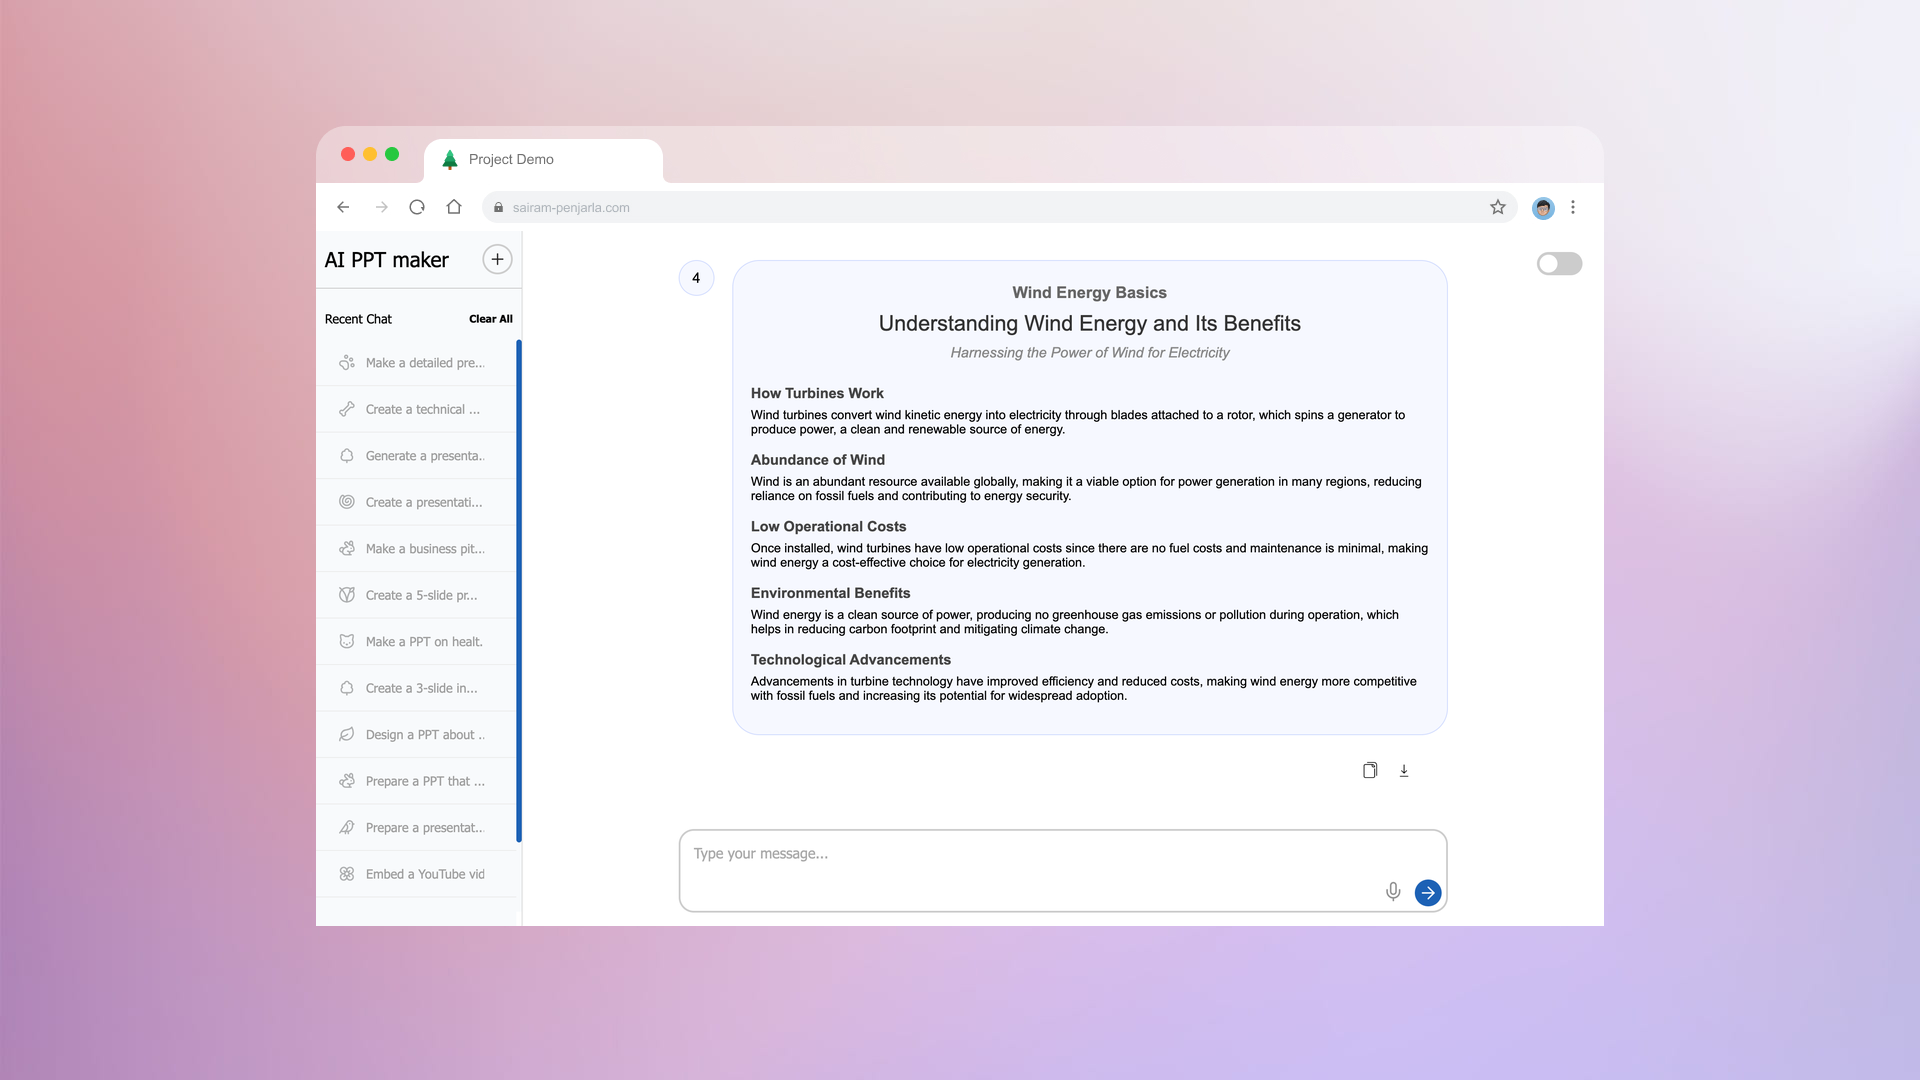 Project Demo
sairam-penjarla.com
AI PPT maker
Recent Chat
Clear All
Make a detailed pre...
Create a technical ...
Generate a presenta..
Create a presentati...
Make a business pit...
Create a 5-slide pr...
Make a PPT on healt.
Create a 3-slide in...
Design a PPT about ..
Prepare a PPT that ...
Prepare a presentat..
Embed a YouTube vid
4
Wind Energy Basics
Understanding Wind Energy and Its Benefits
Harnessing the Power of Wind for Electricity
How Turbines Work
Wind turbines convert wind kinetic energy into electricity through blades attached to a rotor, which spins a generator to
produce power, a clean and renewable source of energy.
Abundance of Wind
Wind is an abundant resource available globally, making it a viable option for power generation in many regions, reducing
reliance on fossil fuels and contributing to energy security.
Low Operational Costs
Once installed, wind turbines have low operational costs since there are no fuel costs and maintenance is minimal, making
wind energy a cost-effective choice for electricity generation.
Environmental Benefits
Wind energy is a clean source of power, producing no greenhouse gas emissions or pollution during operation, which
helps in reducing carbon footprint and mitigating climate change.
Technological Advancements
Advancements in turbine technology have improved efficiency and reduced costs, making wind energy more competitive
with fossil fuels and increasing its potential for widespread adoption.
Type your message...